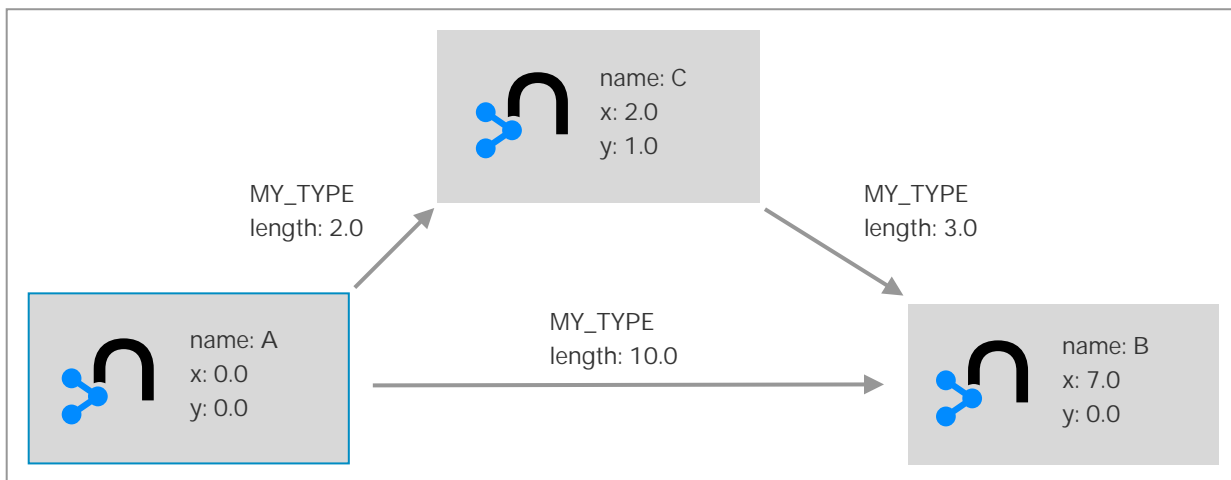 name: C
x: 2.0
y: 1.0
MY_TYPE
length: 2.0
MY_TYPE
length: 3.0
name: A
x: 0.0
y: 0.0
MY_TYPE
length: 10.0
name: B
x: 7.0
y: 0.0